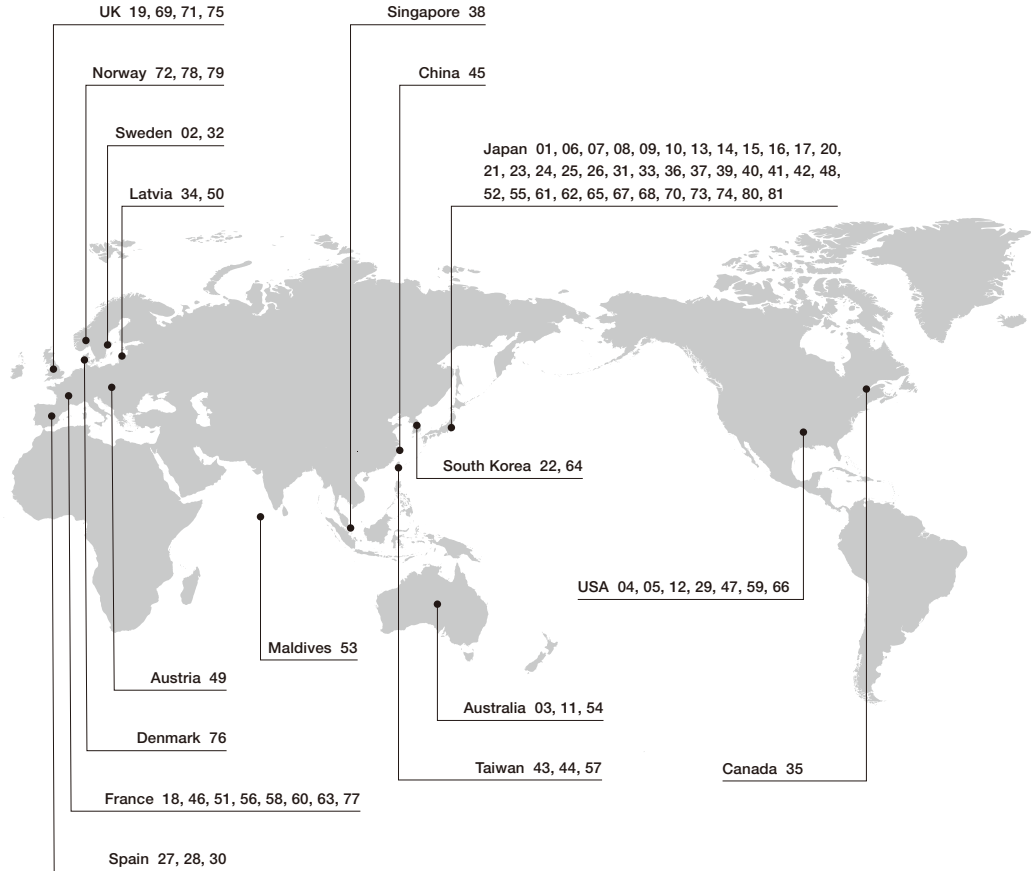 UK 19, 69, 71, 75
Singapore 38
Norway 72, 78, 79
China 45
Sweden 02, 32
Japan 01, 06, 07, 08, 09, 10, 13, 14, 15, 16, 17, 20,
21, 23, 24, 25, 26, 31, 33, 36, 37, 39, 40, 41, 42, 48,
52, 55, 61, 62, 65, 67, 68, 70, 73, 74, 80, 81
Latvia 34, 50
South Korea 22, 64
USA 04, 05, 12, 29, 47, 59, 66
Maldives 53
Austria 49
Australia 03, 11, 54
Denmark 76
Taiwan 43, 44, 57
Canada 35
France 18, 46, 51, 56, 58, 60, 63, 77
Spain 27, 28, 30